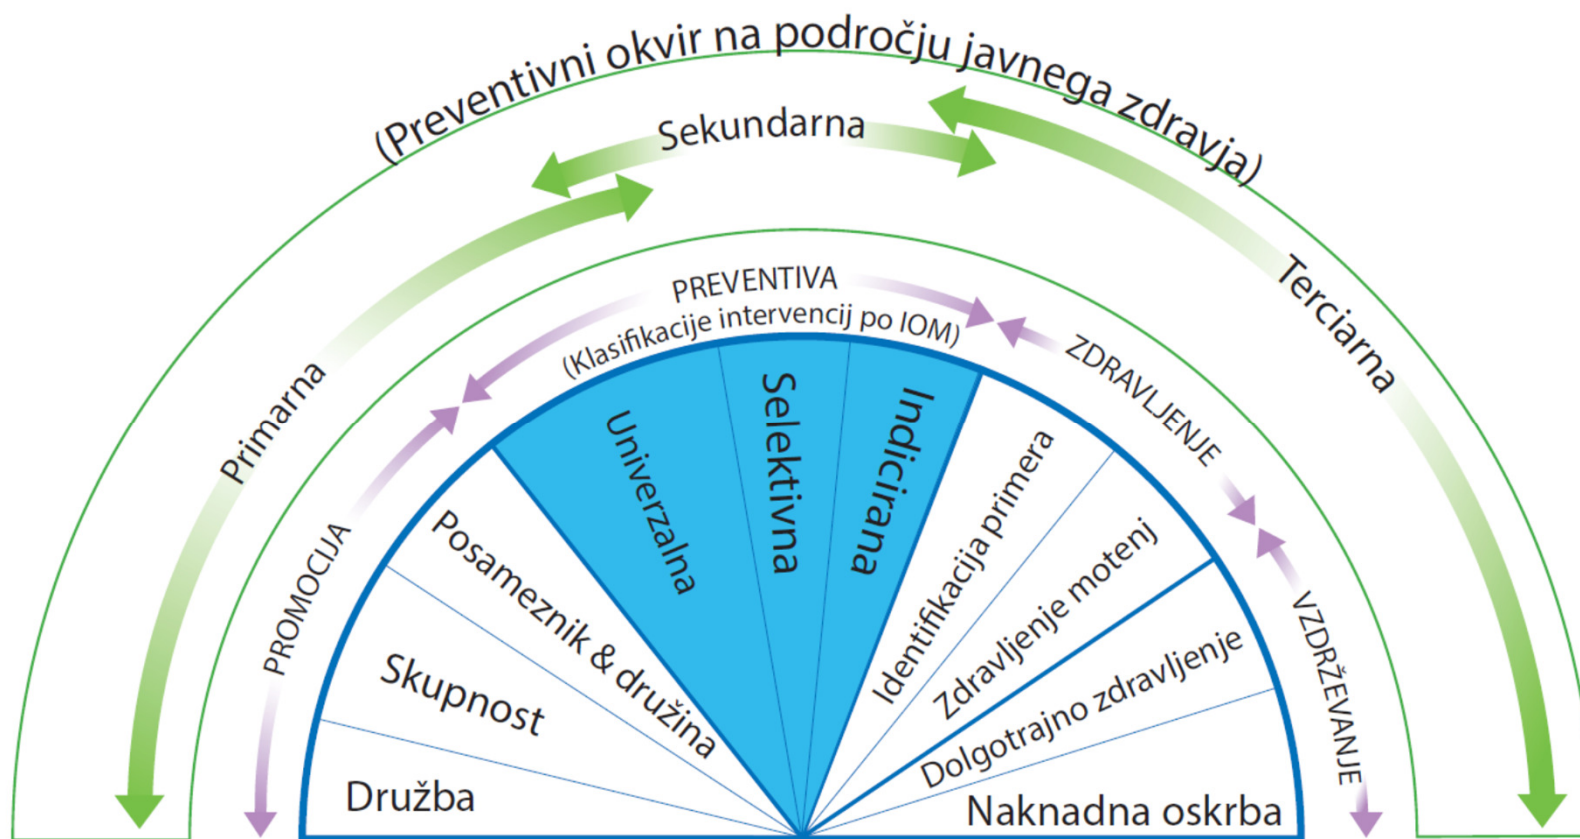 (Preventivni okvir na področju javnega zdravja)
Primarna
Sekundarna
Terciarna
PROMOCIJA
PREVENTIVA
(Klasifikacije intervencij po IOM)
ZDRAVLJENJE
VZDRŽEVANJE
Družba
Skupnost
Posameznik & družina
Univerzalna
Selektivna
Indicirana
Identifikacija primera
Zdravljenje motenj
Dolgotrajno zdravljenje
Naknadna oskrba